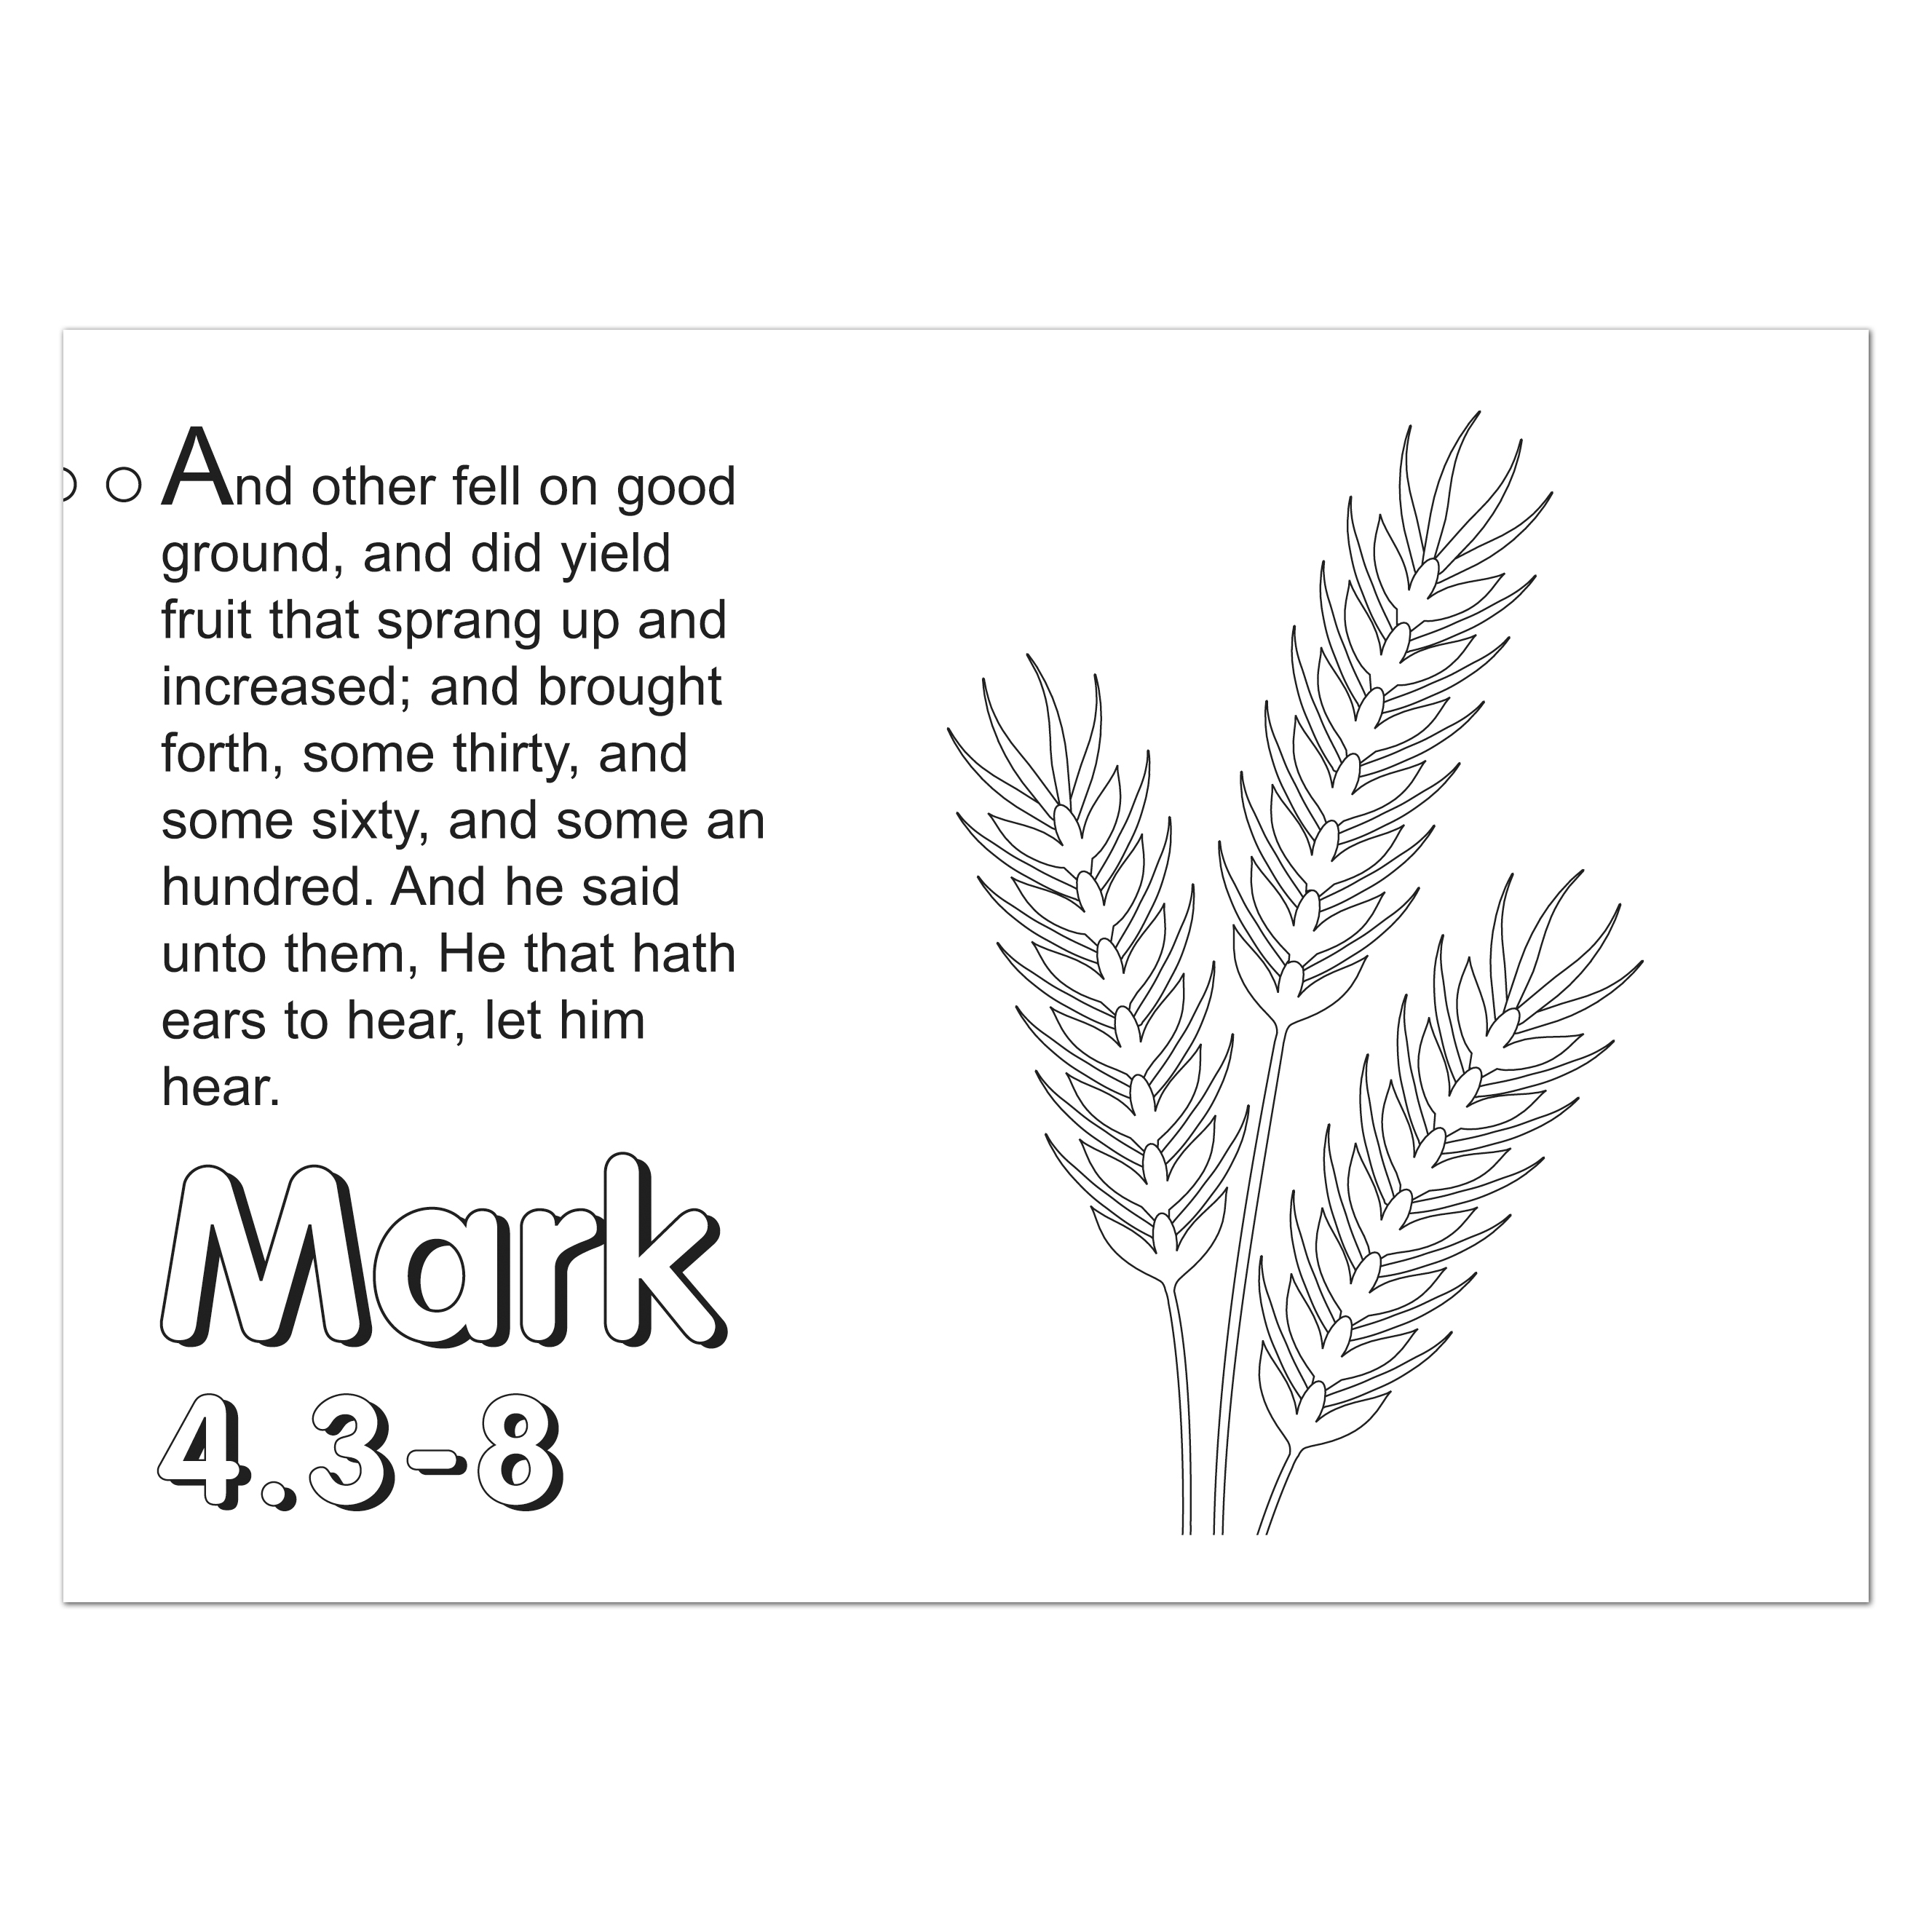 And other fell on good
ground, and did yield
fruit that sprang up and
increased; and brought
forth, some thirty, and
some sixty, and some an
hundred. And he said
unto them, He that hath
ears to hear, let him
hear.
Mark
4.3-8